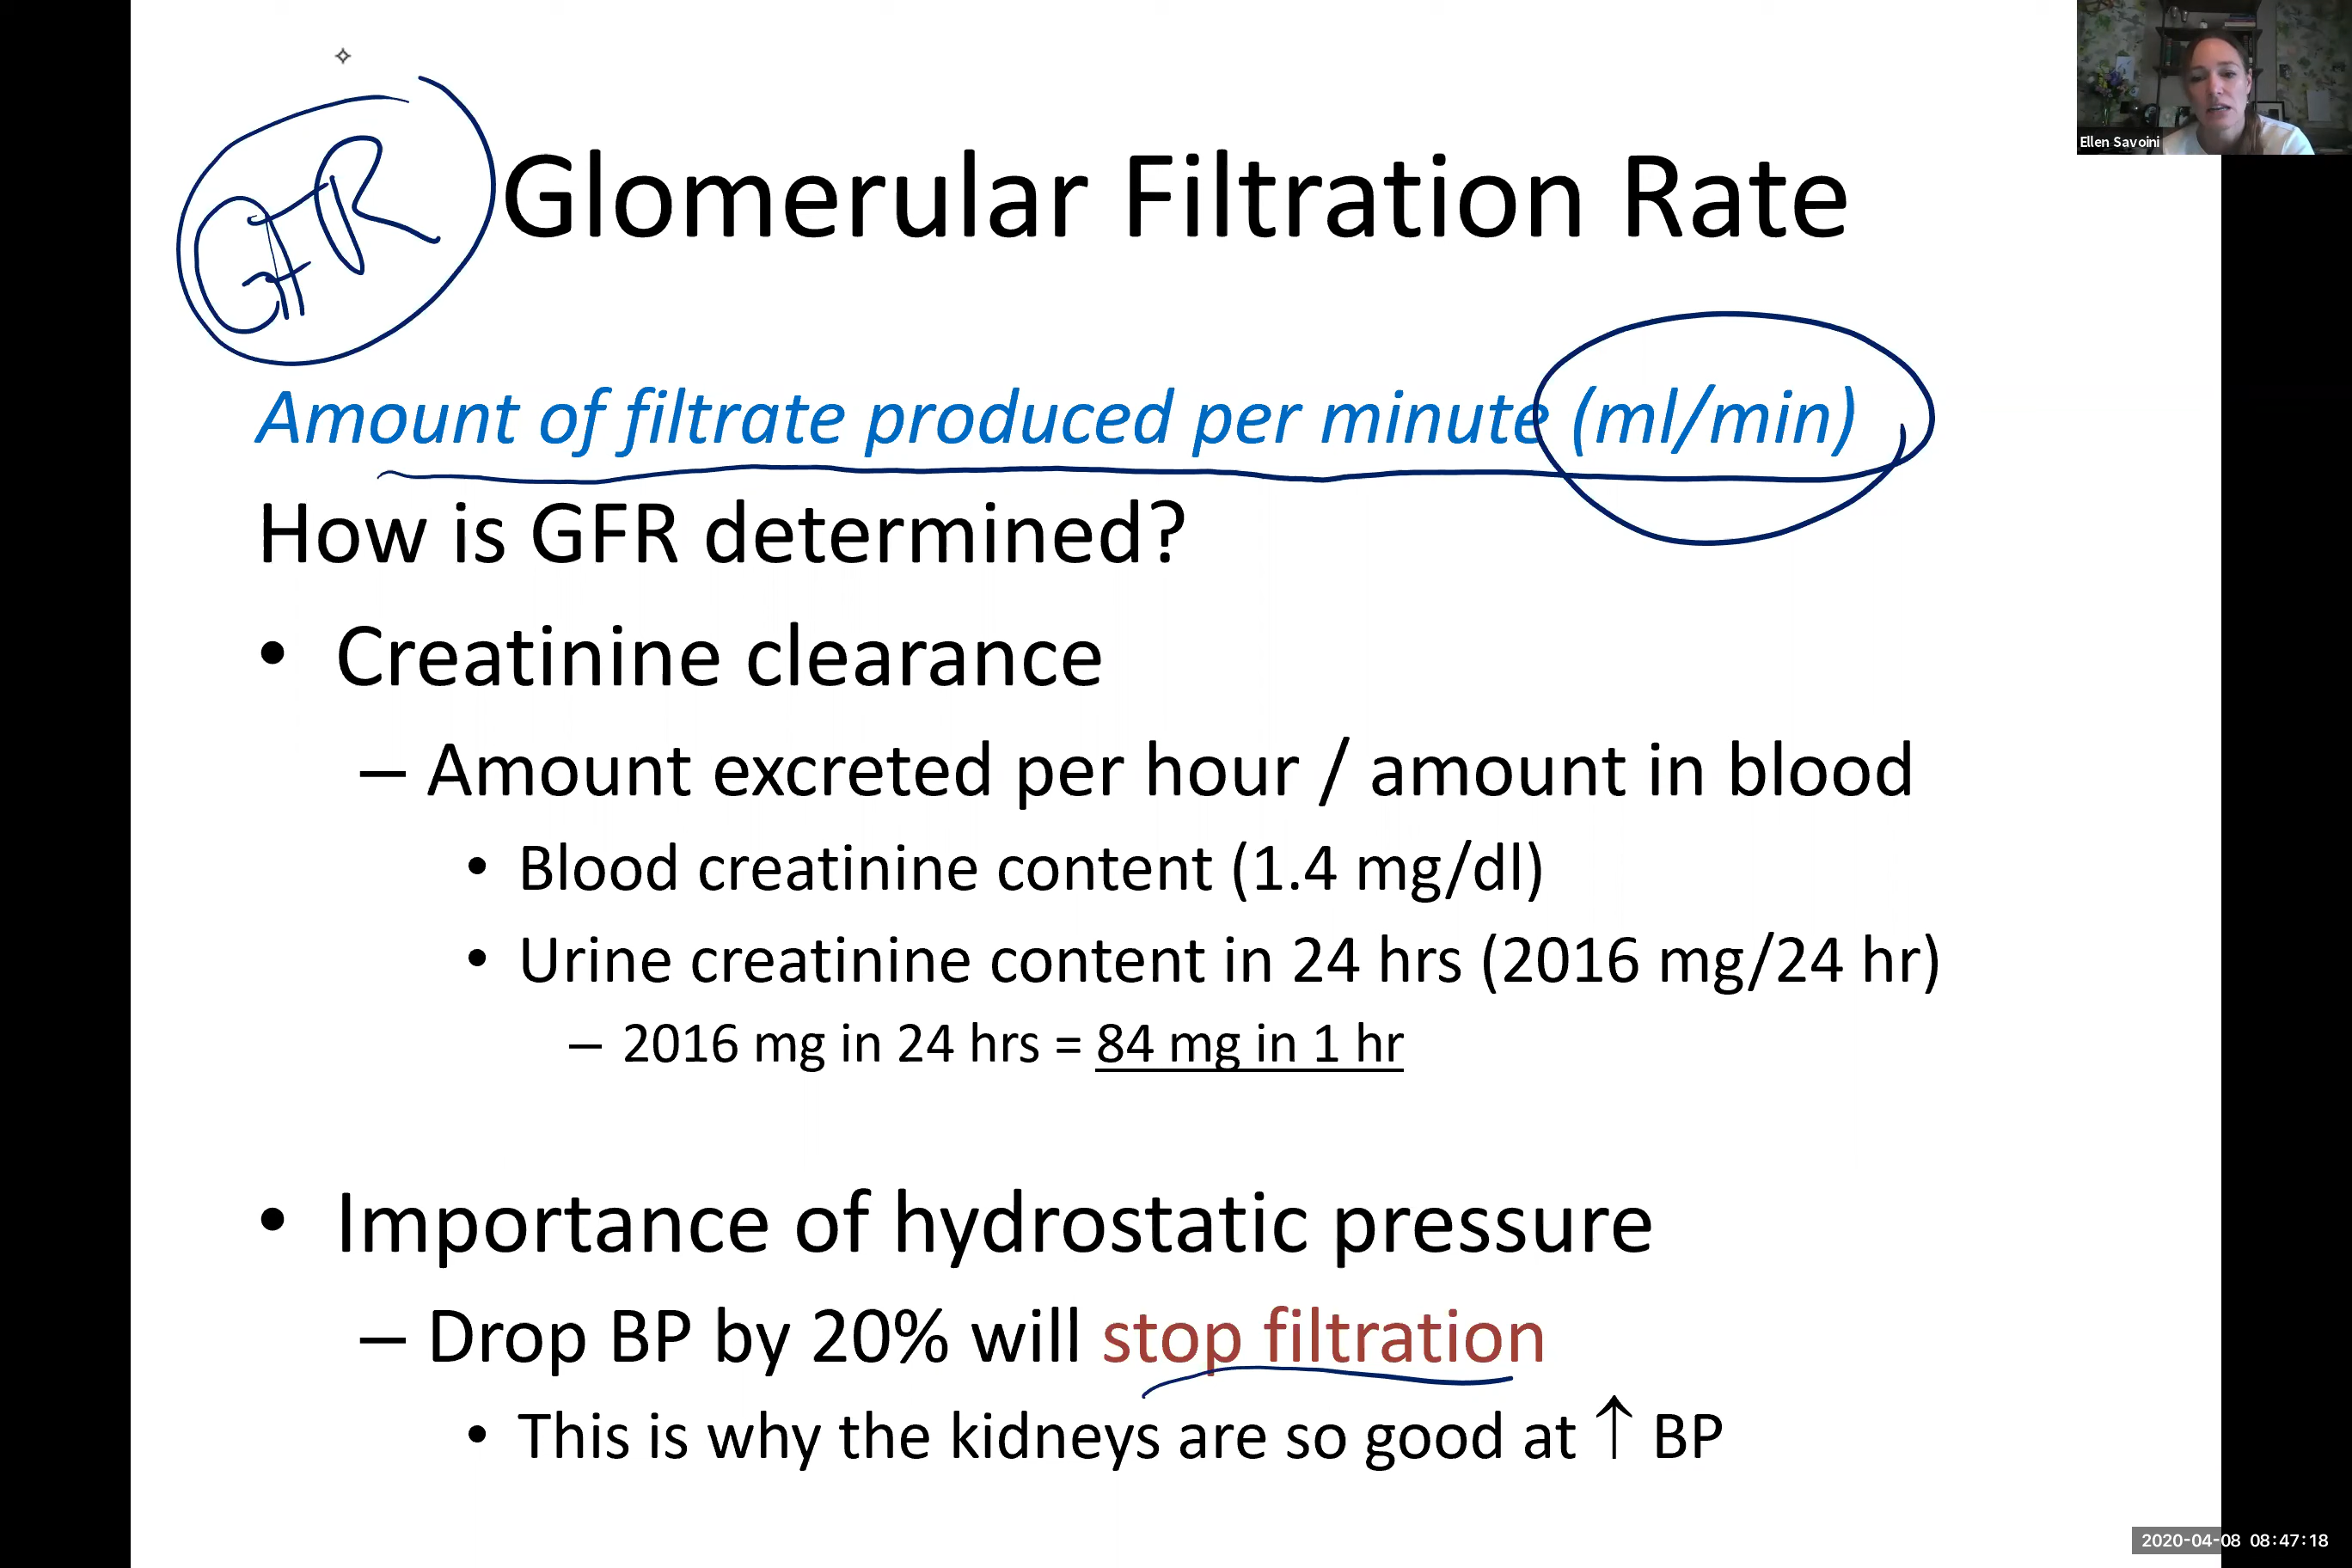 GFR
Glomerular Filtration Rate
Ellen Savoini
Amount of filtrate produced per minute (ml/min)
How is GFR determined?
• Creatinine clearance
– Amount excreted per hour / amount in blood
• Blood creatinine content (1.4 mg/dl)
• Urine creatinine content in 24 hrs (2016 mg/24 hr)
– 2016 mg in 24 hrs = 84 mg in 1 hr
• Importance of hydrostatic pressure
– Drop BP by 20% will stop filtration
• This is why the kidneys are so good at ↑ BP
2020-04-08 08:47:18